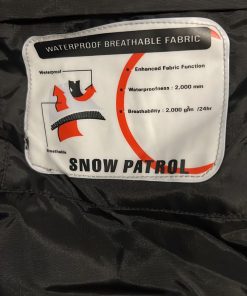 WATERPROOF BREATHABLE FABRIC
Waterproof
• Enhanced Fabric Function
• Waterproofness : 2,000 mm
• Breathability : 2,000 g/㎡ /24hr
Breathable
SNOW PATROL